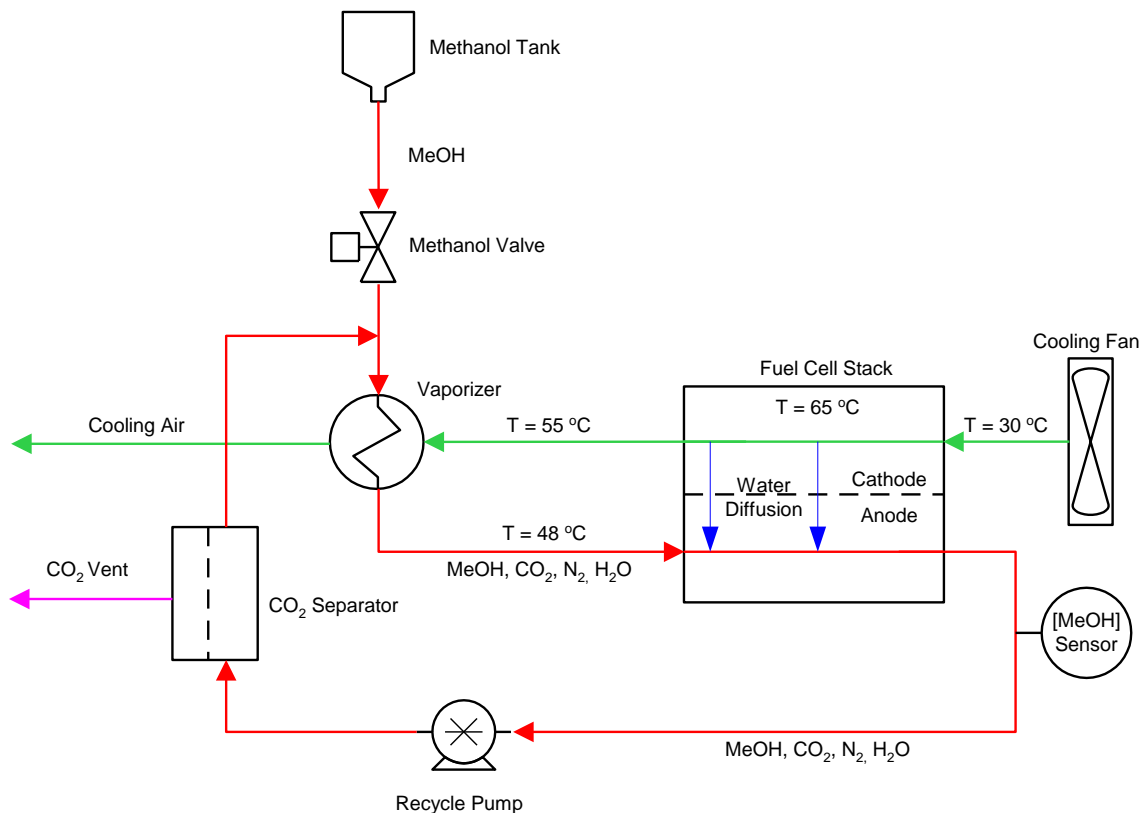 Methanol Tank
MeOH
Methanol Valve
Cooling Fan
Fuel Cell Stack
Vaporizer
T = 65 ºC
Cooling Air
T = 55 ºC
T = 30 ºC
Water
Diffusion
Cathode
Anode
T = 48 ºC
MeOH, CO₂, N₂, H₂O
CO₂ Vent
CO₂ Separator
[MeOH]
Sensor
MeOH, CO₂, N₂, H₂O
Recycle Pump